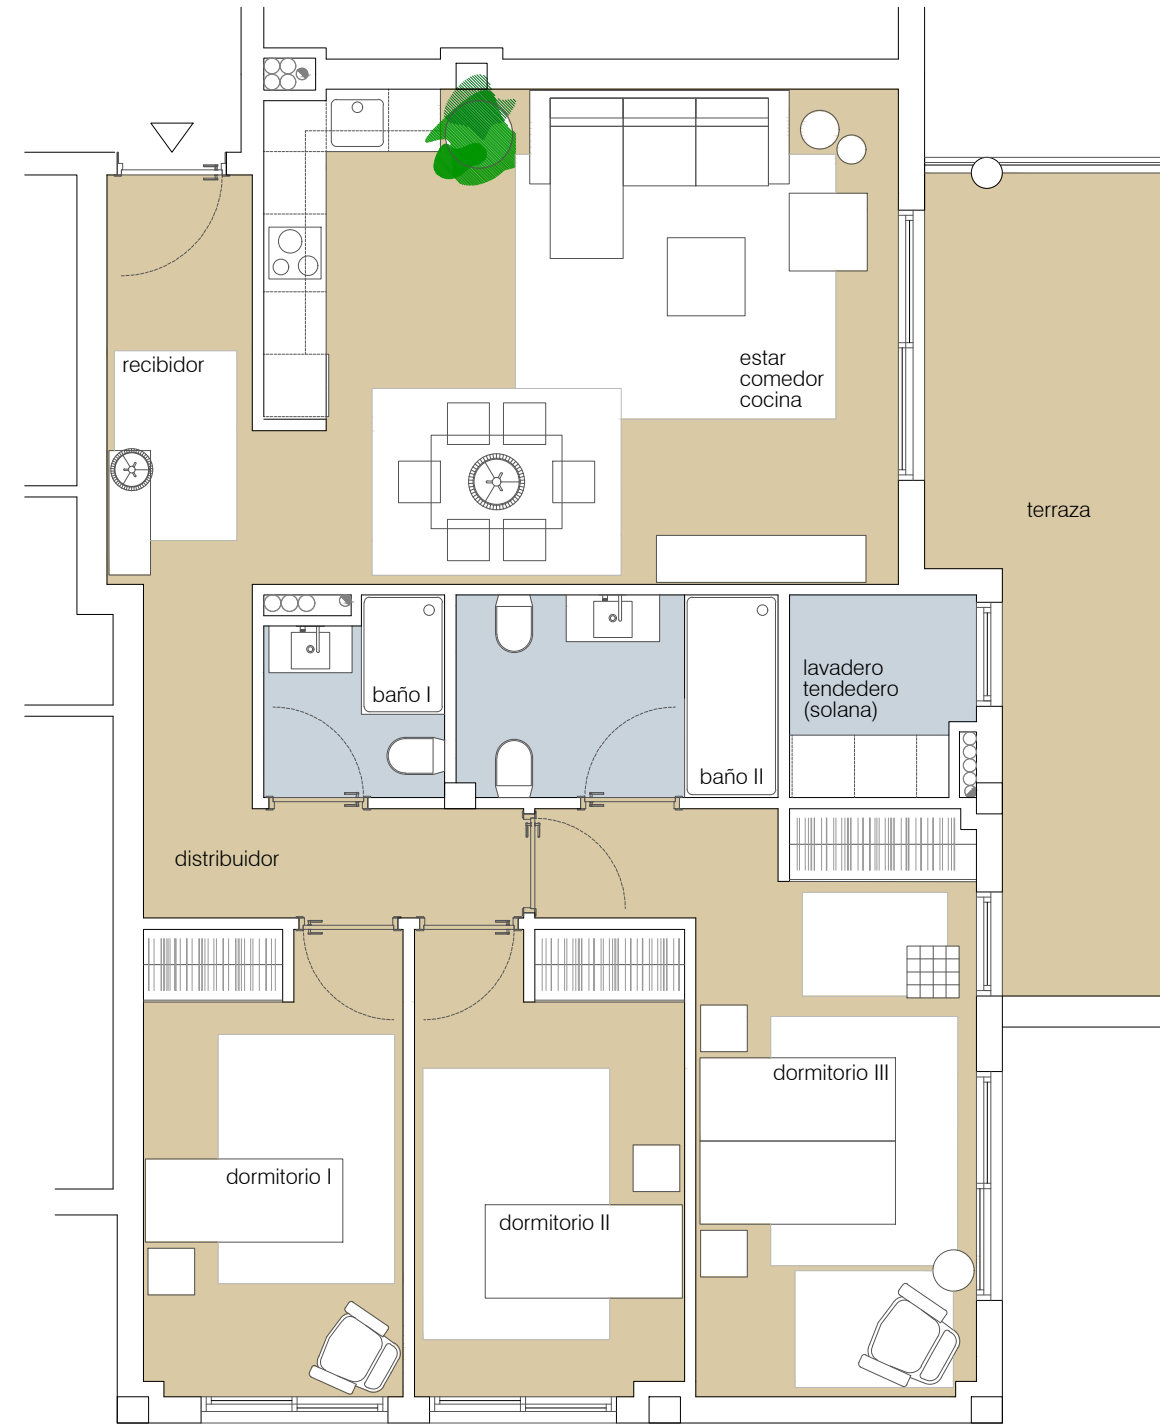 recibidor
estar
comedor
cocina
terraza
lavadero
tendedero
(solana)
baño I
baño II
distribuidor
dormitorio III
dormitorio I
dormitorio II